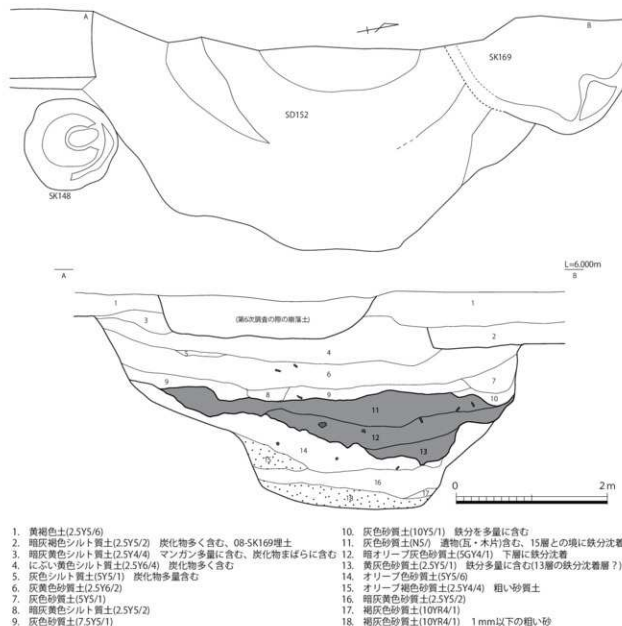 A
B
SK169
SD152
SK148
L=6.000m
A
B
1
(第6次調査の際の崩落土)
1
3
2
4
5
6
7
9
8
9
10
11
12
13
14
15
16
17
18
0
2 m
1. 黄褐色土(2.5Y5/6)
2. 暗灰褐色シルト質土(2.5Y5/2) 炭化物多く含む、08-SK169埋土
3. 暗灰黄色シルト質土(2.5Y4/4) マンガン多量に含む、炭化物まばらに含む
4. にぶい黄色シルト質土(2.5Y6/4) 炭化物多く含む
5. 灰色シルト質土(5Y5/1) 炭化物多量含む
6. 灰黄色砂質土(2.5Y6/2)
7. 灰色砂質土(5Y5/1)
8. 暗灰黄色シルト質土(2.5Y5/2)
9. 灰色砂質土(7.5Y5/1)
10. 灰色砂質土(10Y5/1) 鉄分を多量に含む
11. 灰色砂質土(N5/) 遺物(瓦・木片)含む、15層との境に鉄分沈着
12. 暗オリーブ灰色砂質土(5GY4/1) 下層に鉄分沈着
13. 黄灰色砂質土(2.5Y5/1) 鉄分多量に含む(13層の鉄分沈着層？)
14. オリーブ色砂質土(5Y5/6)
15. オリーブ褐色砂質土(2.5Y4/4) 粗い砂質土
16. 暗灰黄色砂質土(2.5Y5/2)
17. 褐灰色砂質土(10YR4/1)
18. 褐灰色砂質土(10YR4/1) 1mm以下の粗い砂